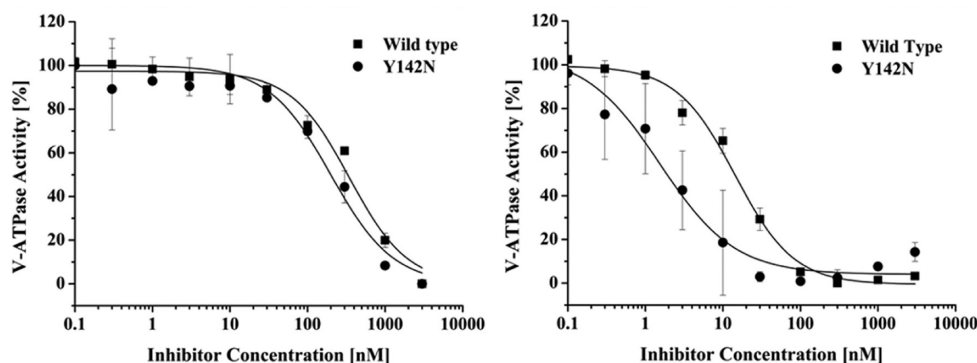 120
100
80
60
40
20
0
V-ATPase Activity [%]
Wild type
Y142N
0.1 1 10 100 1000 10000
Inhibitor Concentration [nM]
120
100
80
60
40
20
0
V-ATPase Activity [%]
Wild Type
Y142N
0.1 1 10 100 1000 10000
Inhibitor Concentration [nM]